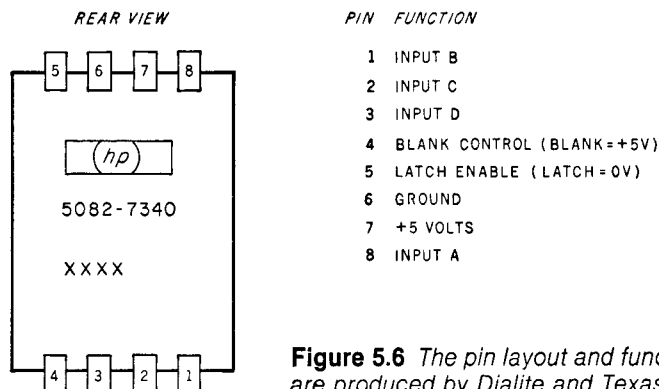 REAR VIEW
5 6 7 8
hp
5082-7340
XXXX
4 3 2 1
PIN FUNCTION
1 INPUT B
2 INPUT C
3 INPUT D
4 BLANK CONTROL (BLANK=+5V)
5 LATCH ENABLE (LATCH=0V)
6 GROUND
7 +5 VOLTS
8 INPUT A
Figure 5.6 The pin layout and func
are produced by Dialite and Texas